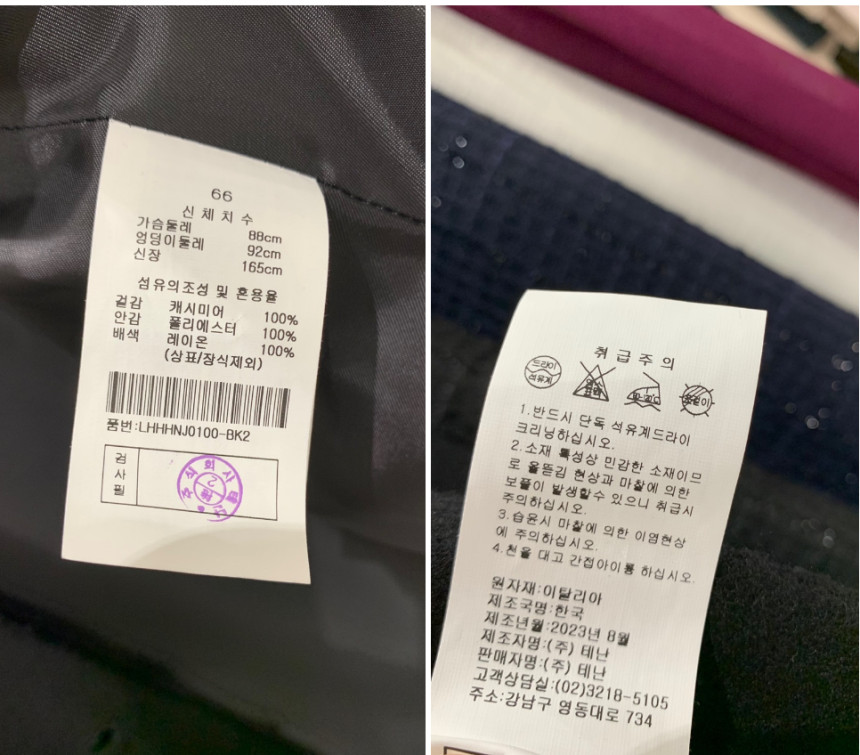 66
신체치수
가슴둘레 88cm
엉덩이둘레 92cm
신장 165cm
섬유의조성 및 혼용율
겉감 캐시미어 100%
안감 폴리에스터 100%
배색 레이온 100%
(상표/장식제외)
품번:LHHHNJ0100-BK2
검
사
필
취급주의
드라이
석유계
1.반드시 단독 석유계드라이
크리닝하십시오.
2.소재 특성상 민감한 소재이므
로 올뜯김 현상과 마찰에 의한
보풀이 발생할수 있으니 취급시
주의하십시오.
3.습윤시 마찰에 의한 이염현상
에 주의하십시오.
4.천을 대고 간접아이롱 하십시오.
원자재:이탈리아
제조국명:한국
제조년월:2023년 8월
제조자명:(주) 테난
판매자명:(주) 테난
고객상담실:(02)3218-5105
주소:강남구 영동대로 734